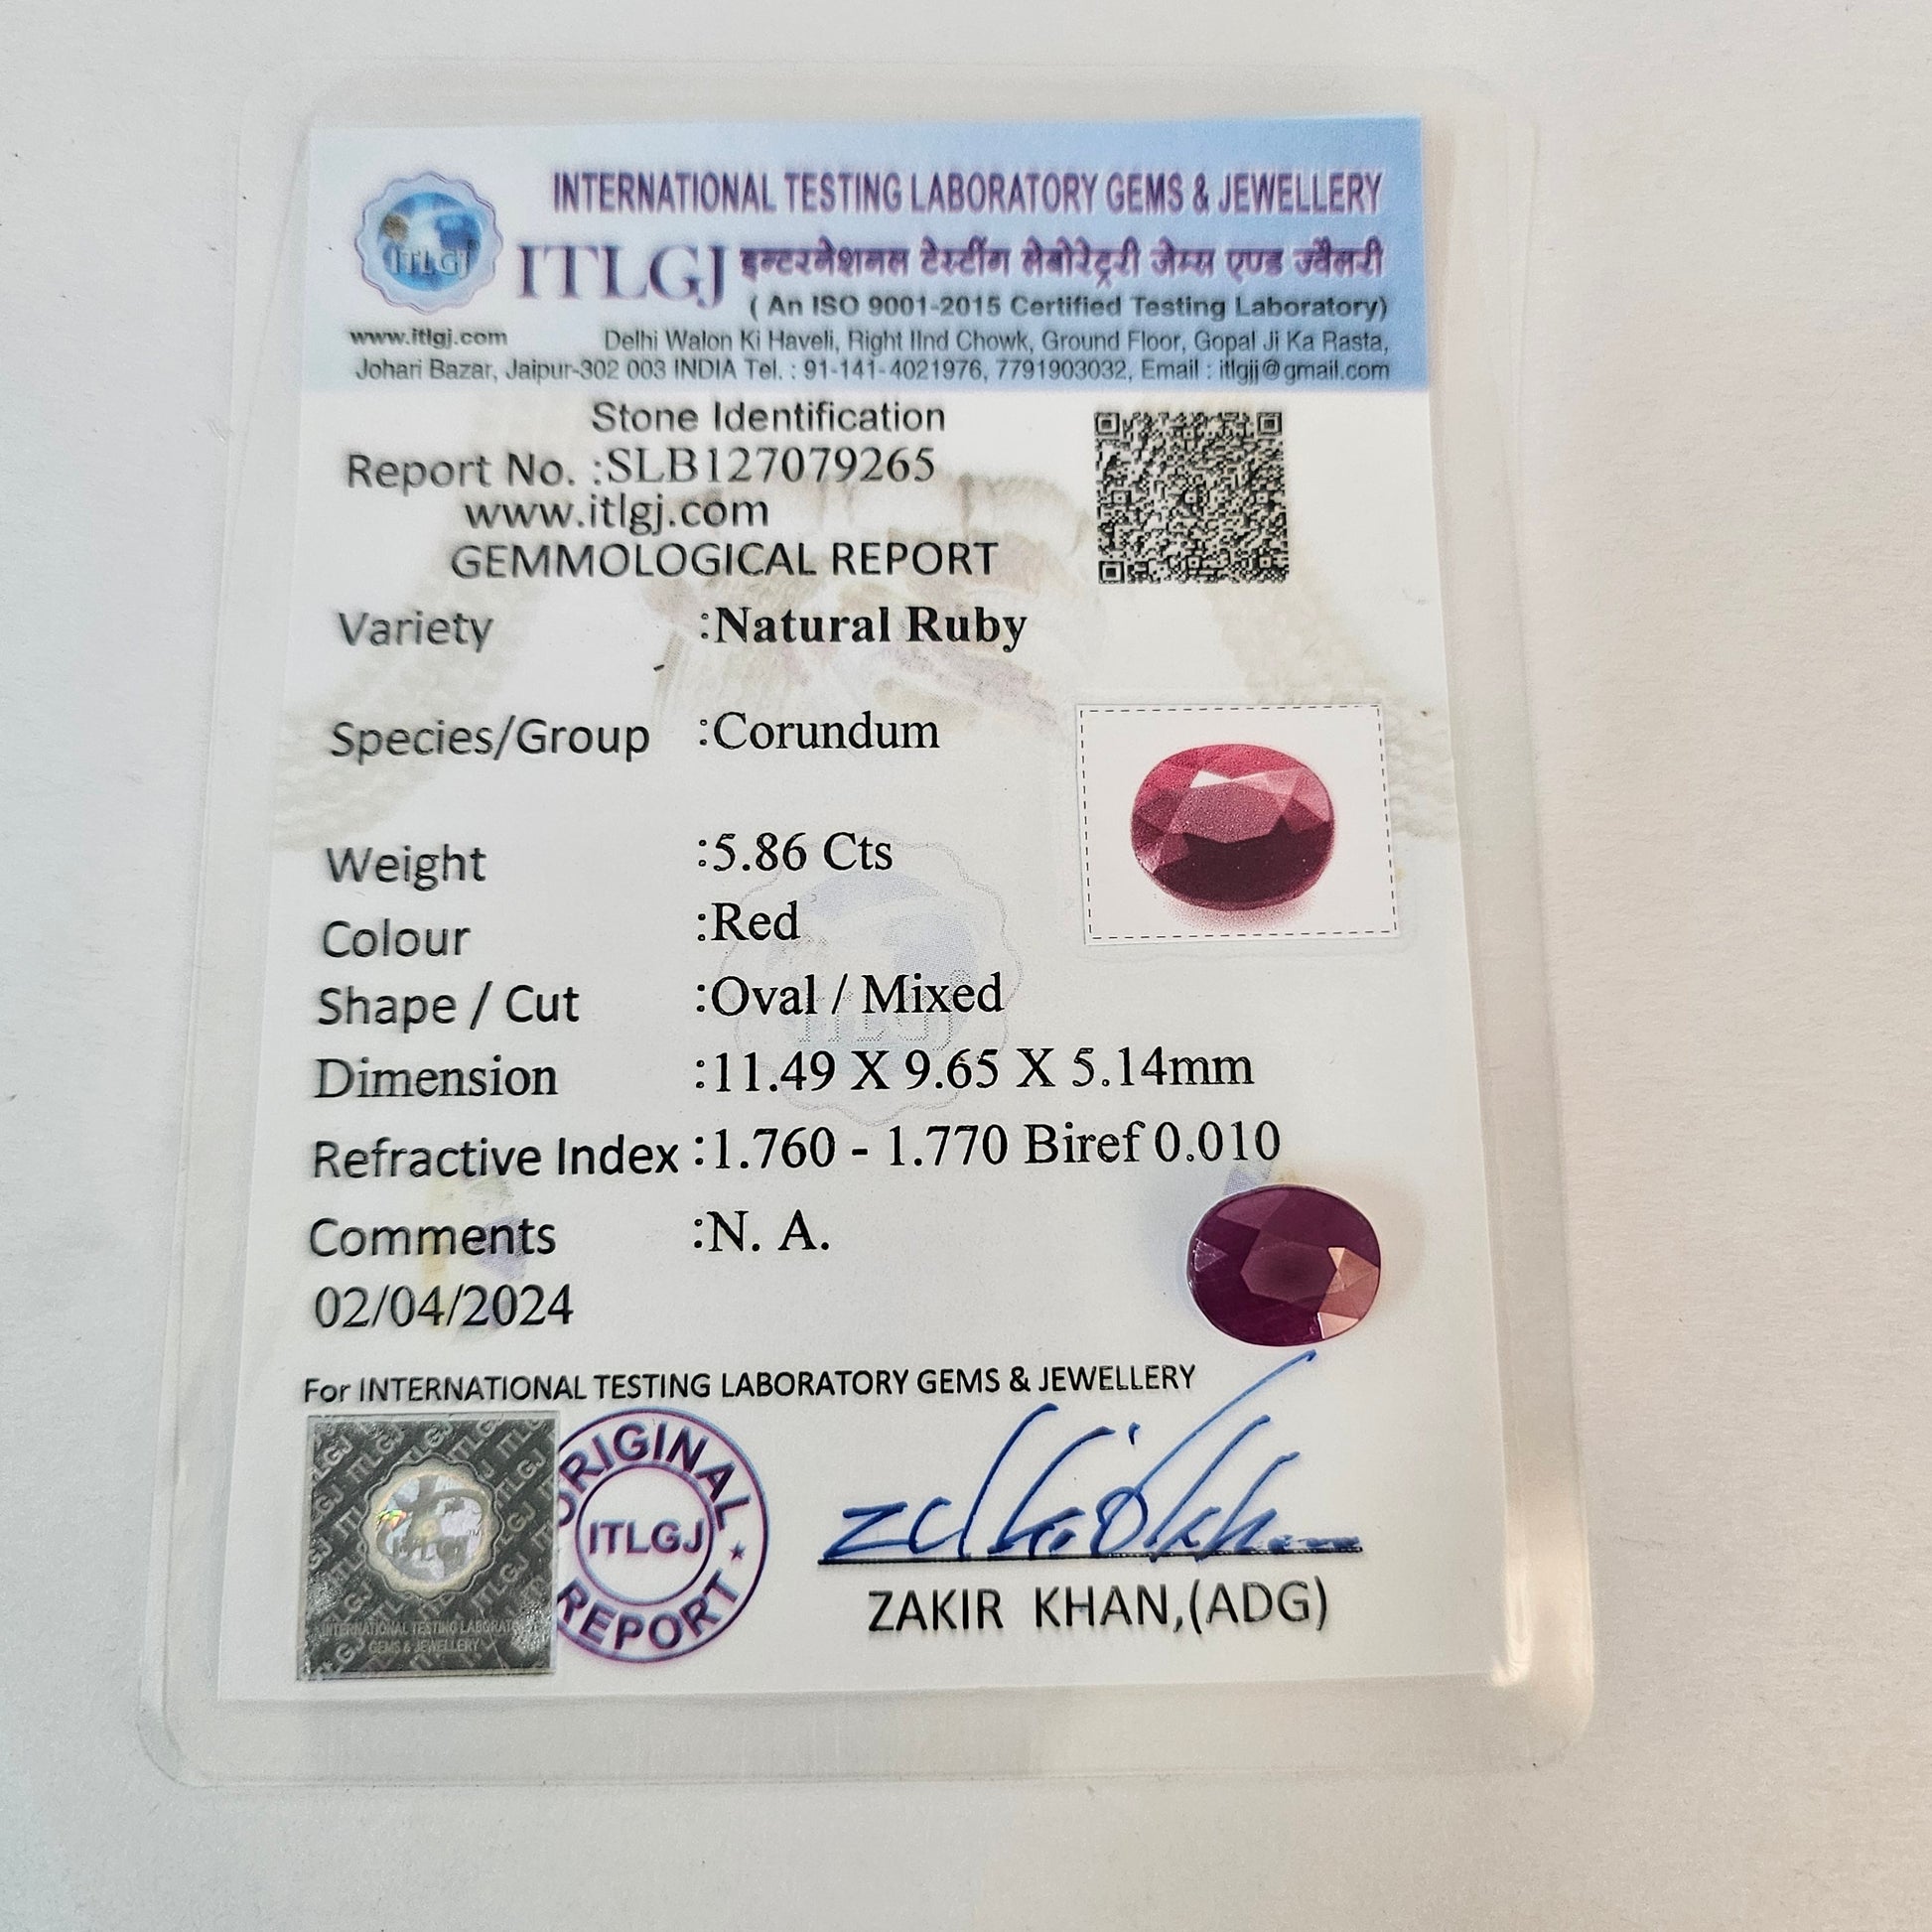 INTERNATIONAL TESTING LABORATORY GEMS & JEWELLERY
ITLGJ
ITLGJ इन्टरनेशनल टेस्टींग लेबोरेट्री जेम्स एण्ड ज्वैलरी
( An ISO 9001-2015 Certified Testing Laboratory)
www.itlgj.com Delhi Walon Ki Haveli, Right IInd Chowk, Ground Floor, Gopal Ji Ka Rasta,
Johari Bazar, Jaipur-302 003 INDIA Tel. : 91-141-4021976, 7791903032, Email : itlgjj@gmail.com
Stone Identification
Report No. :SLB127079265
www.itlgj.com
GEMMOLOGICAL REPORT
Variety :Natural Ruby
Species/Group :Corundum
Weight :5.86 Cts
Colour :Red
Shape / Cut :Oval / Mixed
Dimension :11.49 X 9.65 X 5.14mm
Refractive Index :1.760 - 1.770 Biref 0.010
Comments :N. A.
02/04/2024
For INTERNATIONAL TESTING LABORATORY GEMS & JEWELLERY
ORIGINAL
ITLGJ
REPORT
INTERNATIONAL TESTING LABORAT
GEMS & JEWELLERY
ZAKIR KHAN,(ADG)